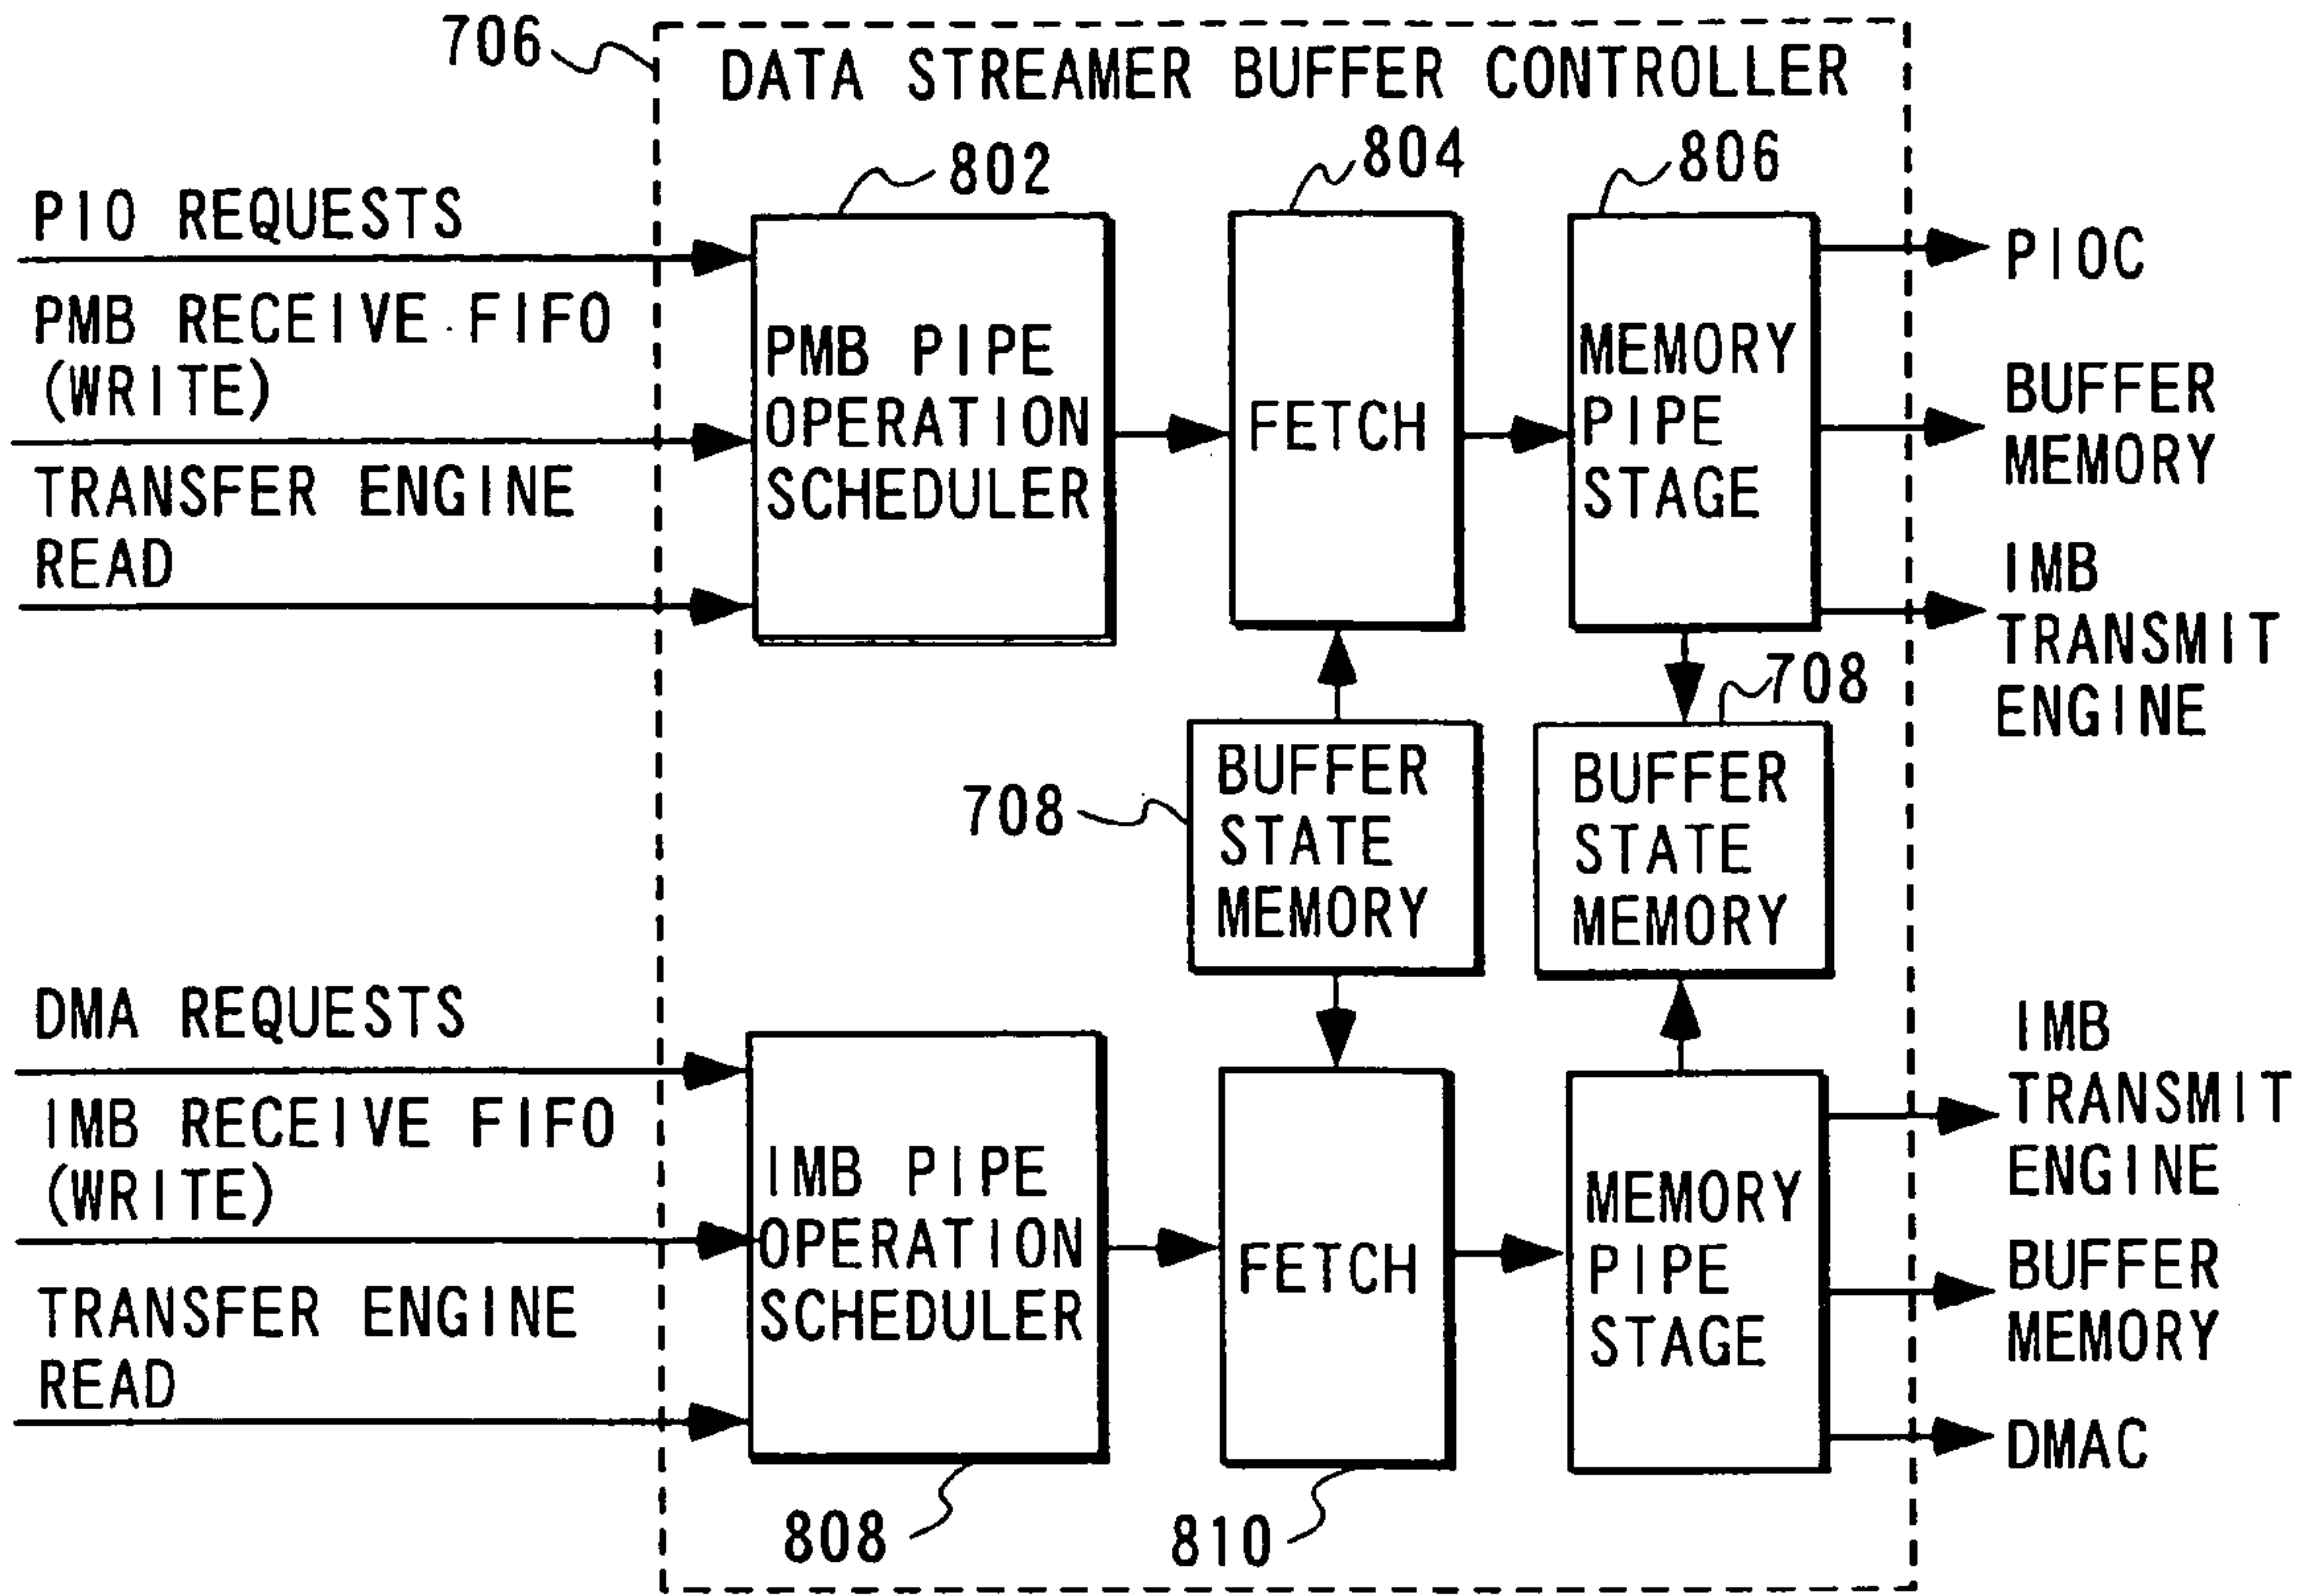 706
DATA STREAMER BUFFER CONTROLLER
802
804
806
PIO REQUESTS
PMB RECEIVE FIFO
(WRITE)
TRANSFER ENGINE
READ
PMB PIPE
OPERATION
SCHEDULER
FETCH
MEMORY
PIPE
STAGE
PIOC
BUFFER
MEMORY
IMB
TRANSMIT
ENGINE
708
BUFFER
STATE
MEMORY
708
BUFFER
STATE
MEMORY
DMA REQUESTS
IMB RECEIVE FIFO
(WRITE)
TRANSFER ENGINE
READ
IMB PIPE
OPERATION
SCHEDULER
FETCH
MEMORY
PIPE
STAGE
IMB
TRANSMIT
ENGINE
BUFFER
MEMORY
DMAC
808
810